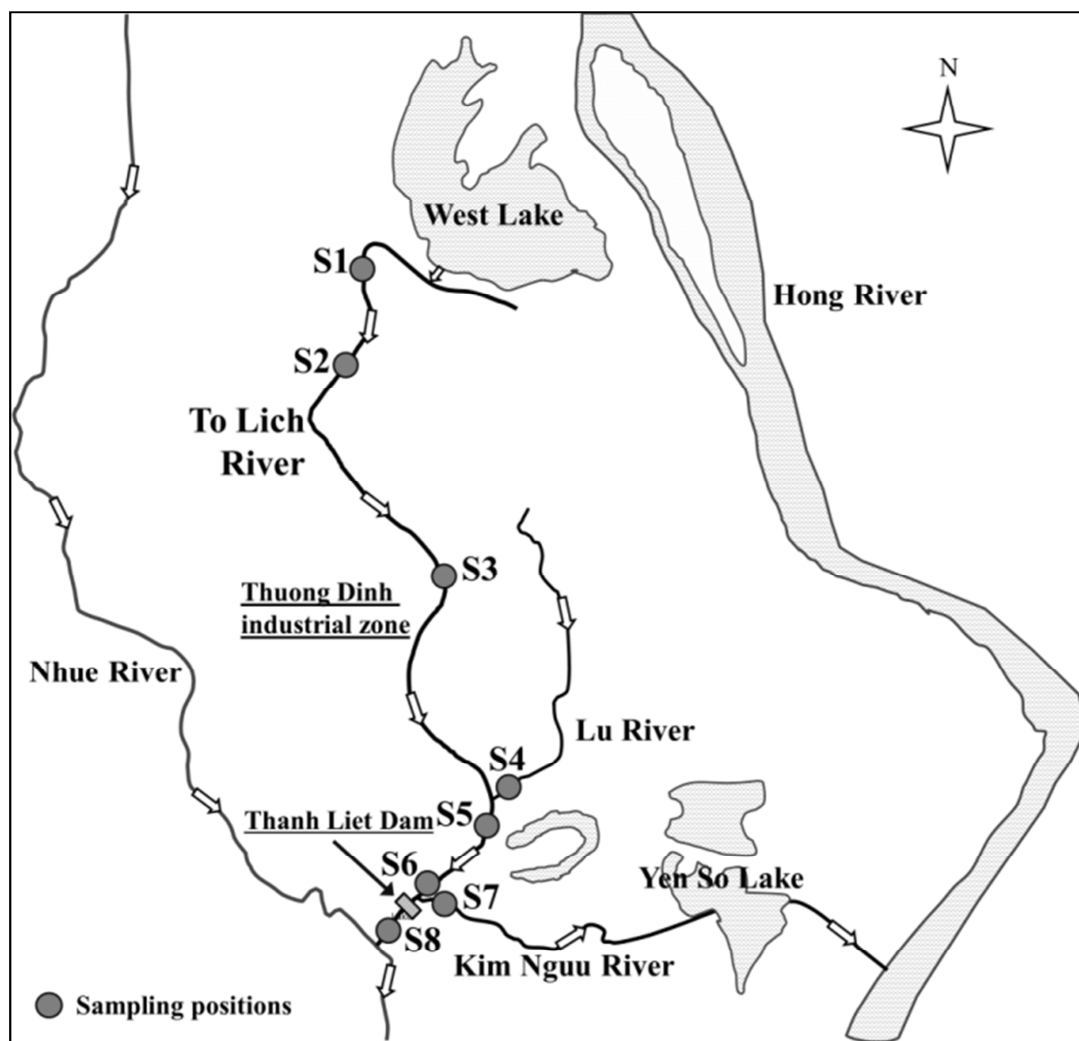 N
West Lake
S1
Hong River
S2
To Lich
River
S3
Thuong Dinh
industrial zone
Nhue River
Lu River
S4
Thanh Liet Dam
S5
S6
Yen So Lake
S7
S8
Kim Nguu River
Sampling positions